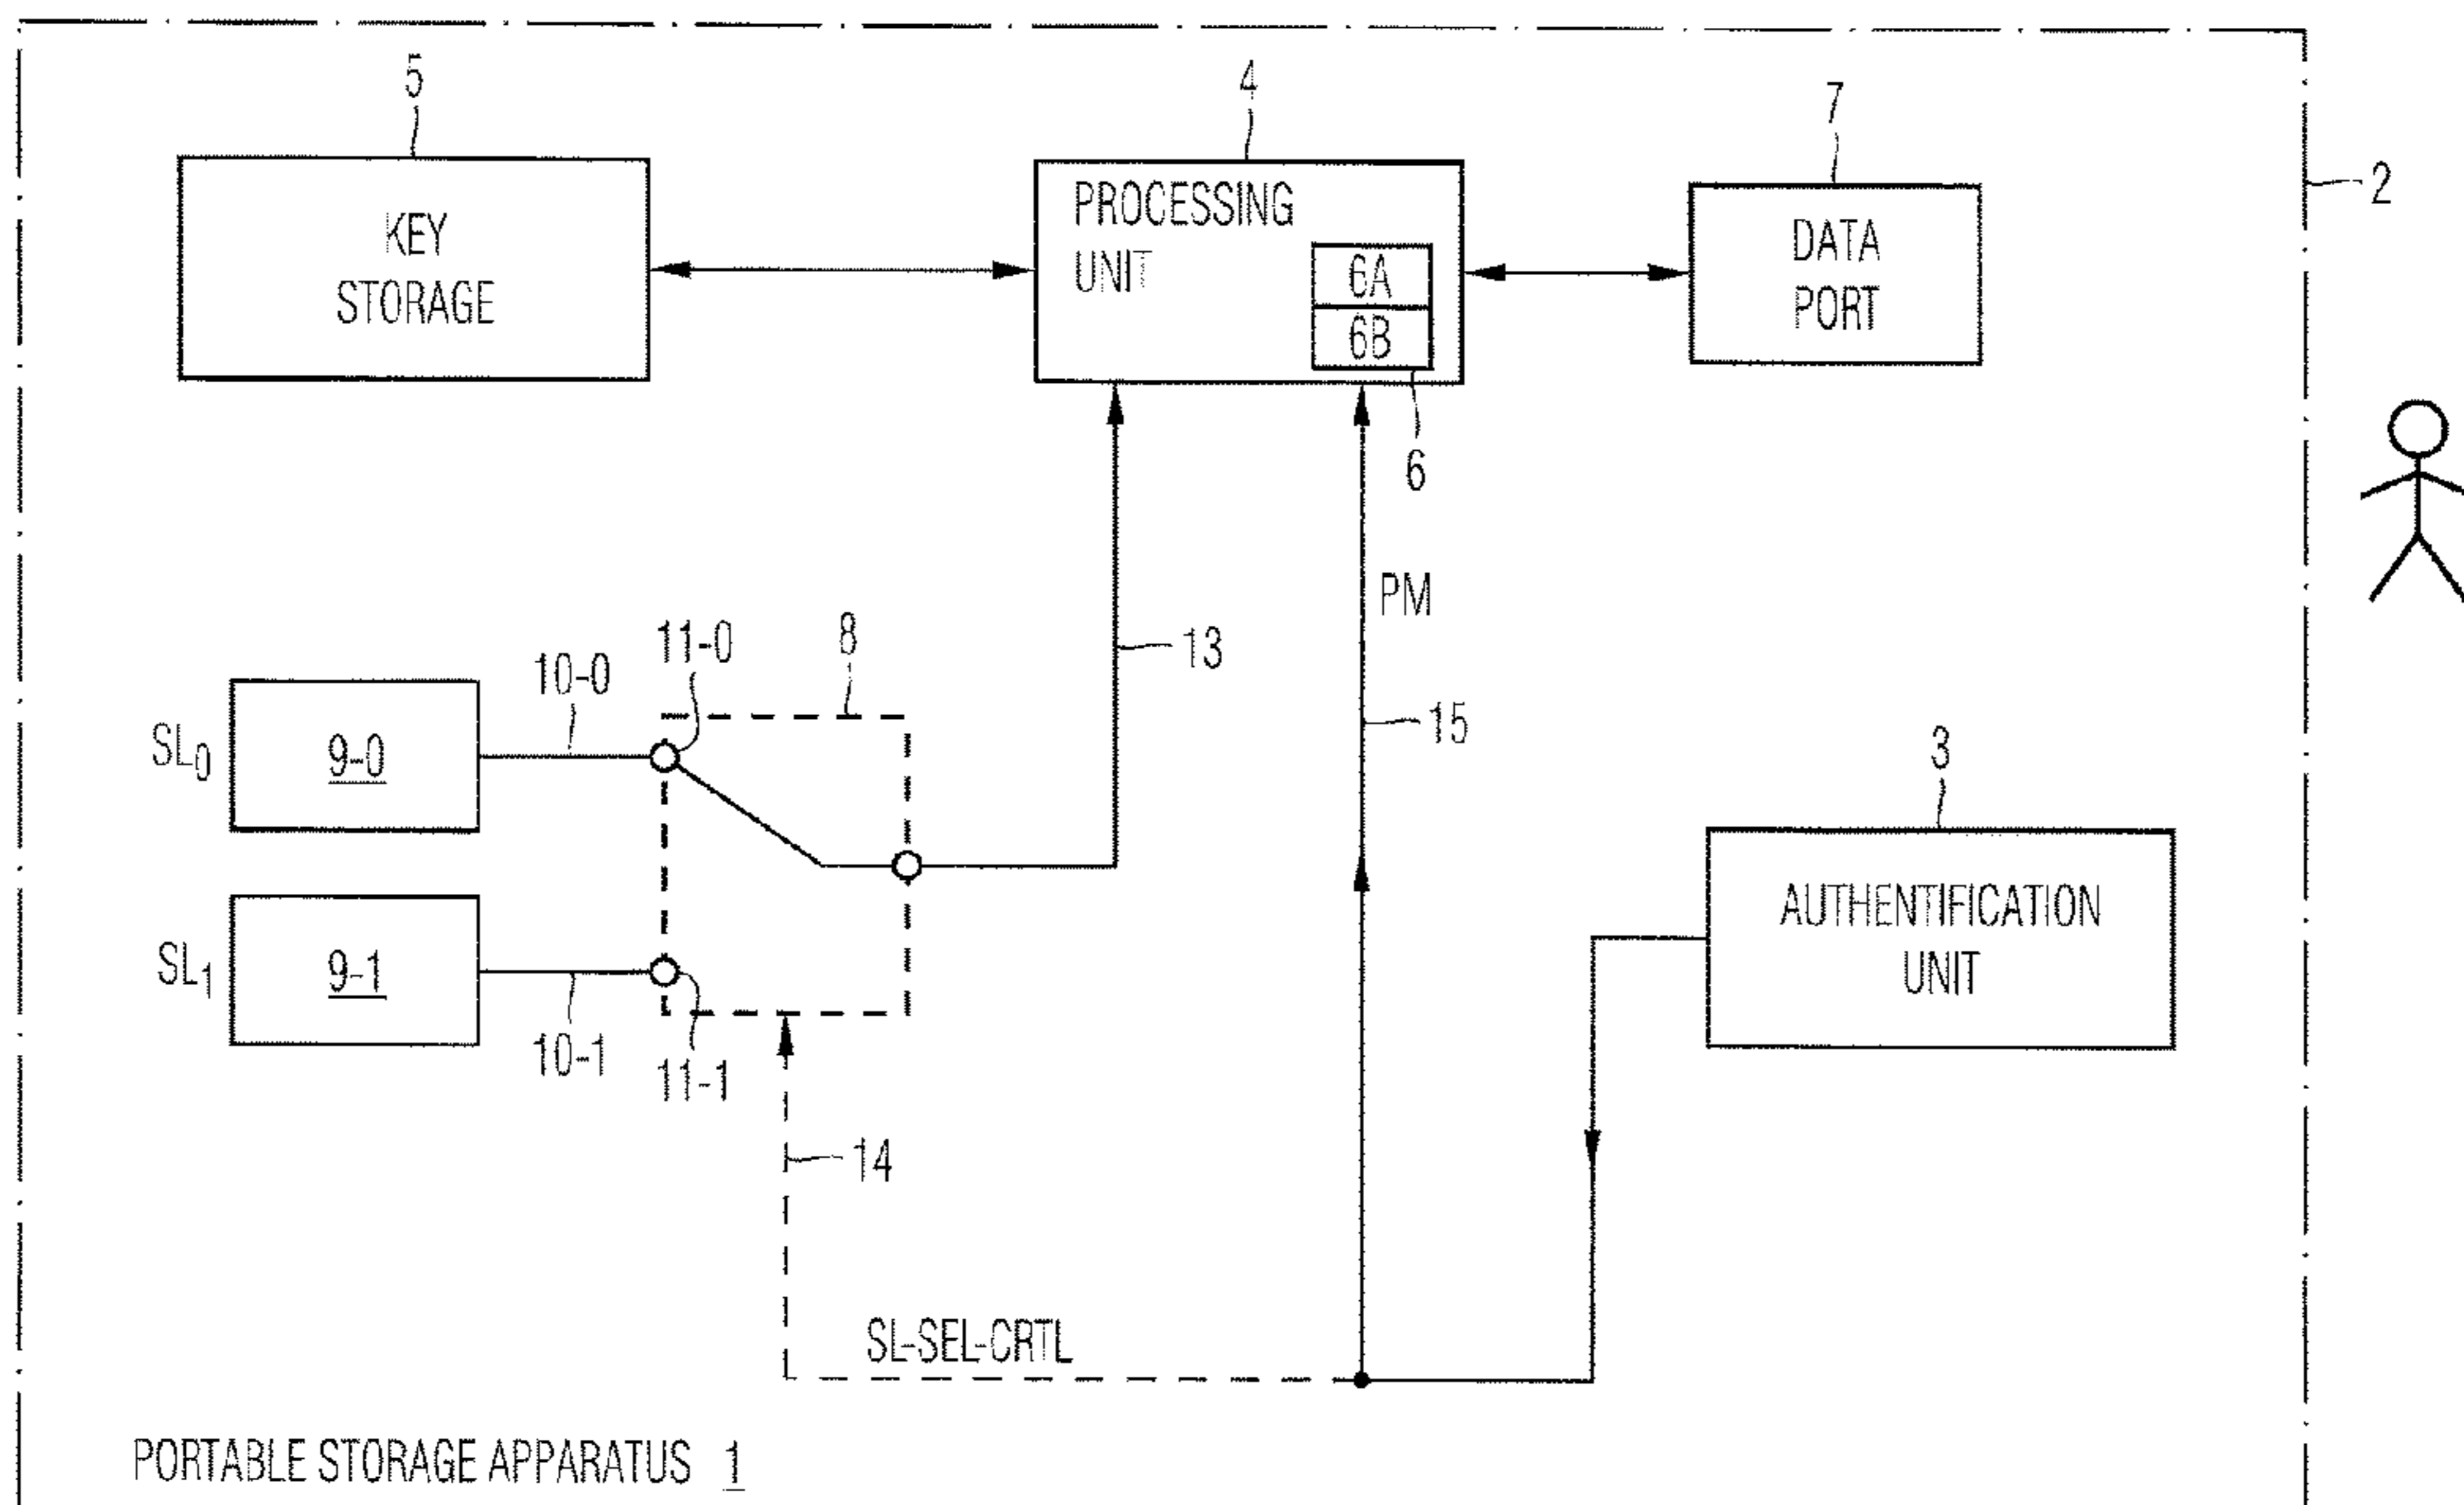 5
4
7
2
KEY
STORAGE
PROCESSING
UNIT
6A
6B
6
DATA
PORT
PM
13
15
8
11-0
10-0
SL0
9-0
SL1
9-1
10-1
11-1
14
3
AUTHENTIFICATION
UNIT
SL-SEL-CRTL
PORTABLE STORAGE APPARATUS 1